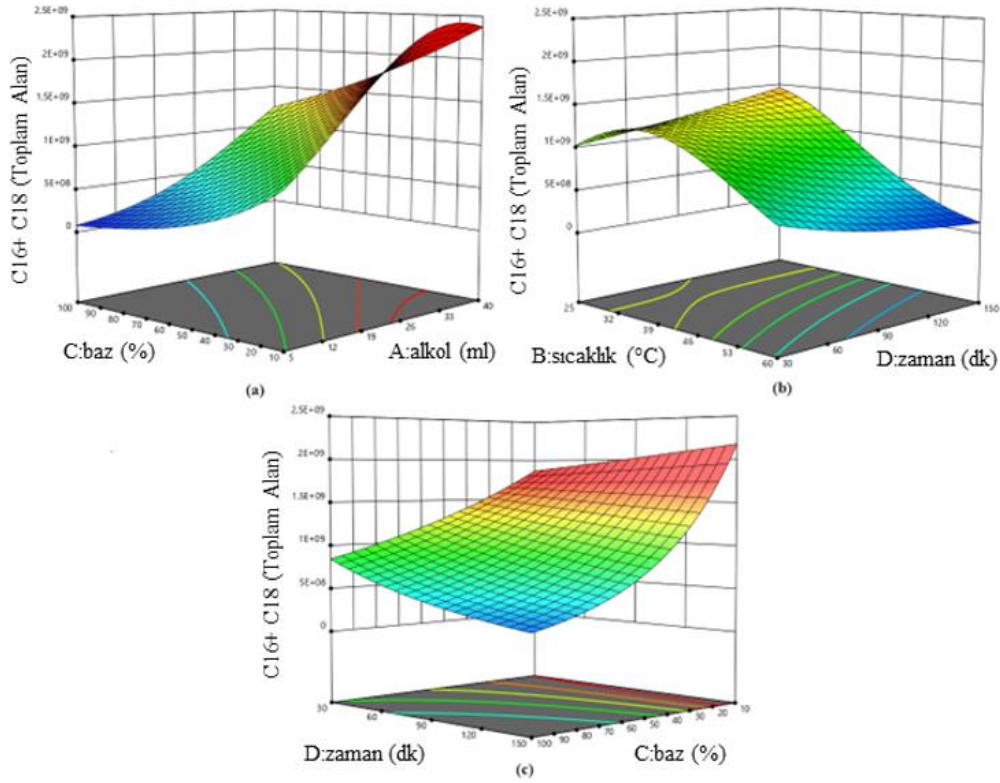 2.5E+09
2E+09
1.5E+09
1E+09
5E+08
0
C16+ C18 (Toplam Alan)
100
90
80
70
60
50
40
30
20
10
5
12
19
26
33
40
C:baz (%)
A:alkol (ml)
(a)
2.5E+09
2E+09
1.5E+09
1E+09
5E+08
0
C16+ C18 (Toplam Alan)
25
32
39
46
53
60
30
60
90
120
150
B:sıcaklık (°C)
D:zaman (dk)
(b)
2.5E+09
2E+09
1.5E+09
1E+09
5E+08
0
C16+ C18 (Toplam Alan)
30
60
90
120
150
100
90
80
70
60
50
40
30
20
10
D:zaman (dk)
C:baz (%)
(c)